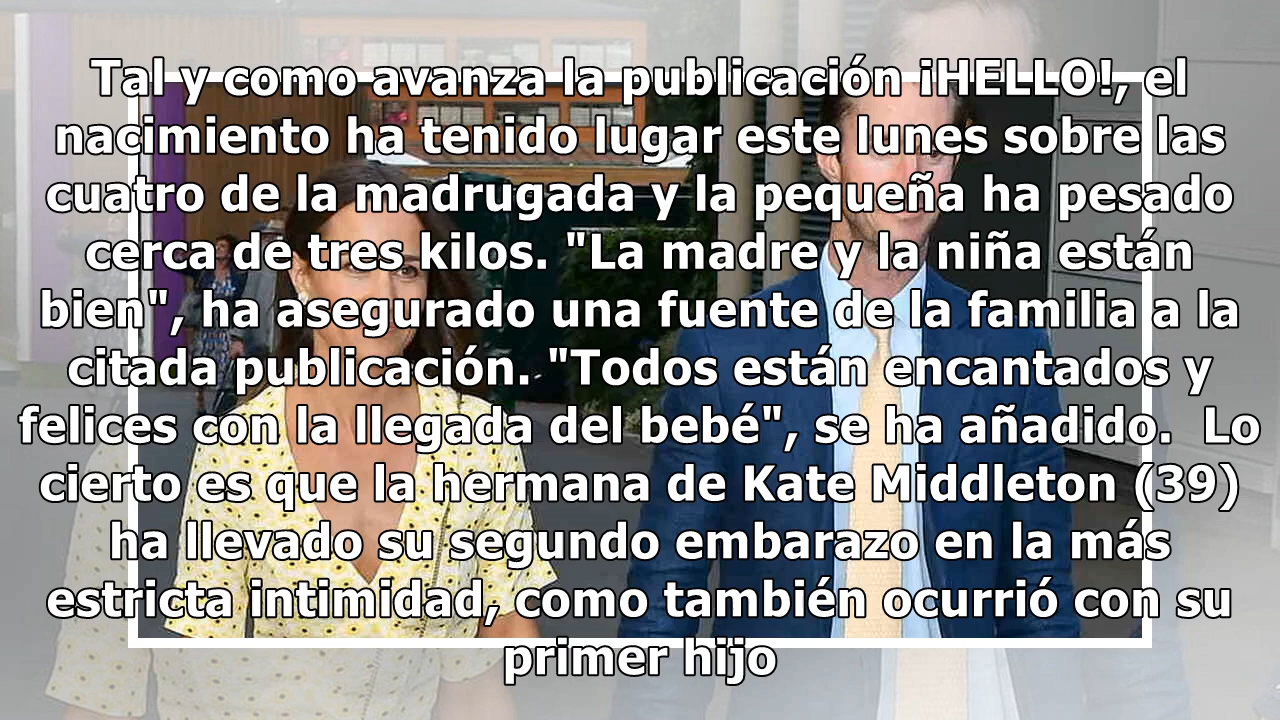 Tal y como avanza la publicación ¡HELLO!, el
nacimiento ha tenido lugar este lunes sobre las
cuatro de la madrugada y la pequeña ha pesado
cerca de tres kilos. "La madre y la niña están
bien", ha asegurado una fuente de la familia a la
citada publicación. "Todos están encantados y
felices con la llegada del bebé", se ha añadido.  Lo
cierto es que la hermana de Kate Middleton (39)
ha llevado su segundo embarazo en la más
estricta intimidad, como también ocurrió con su
primer hijo